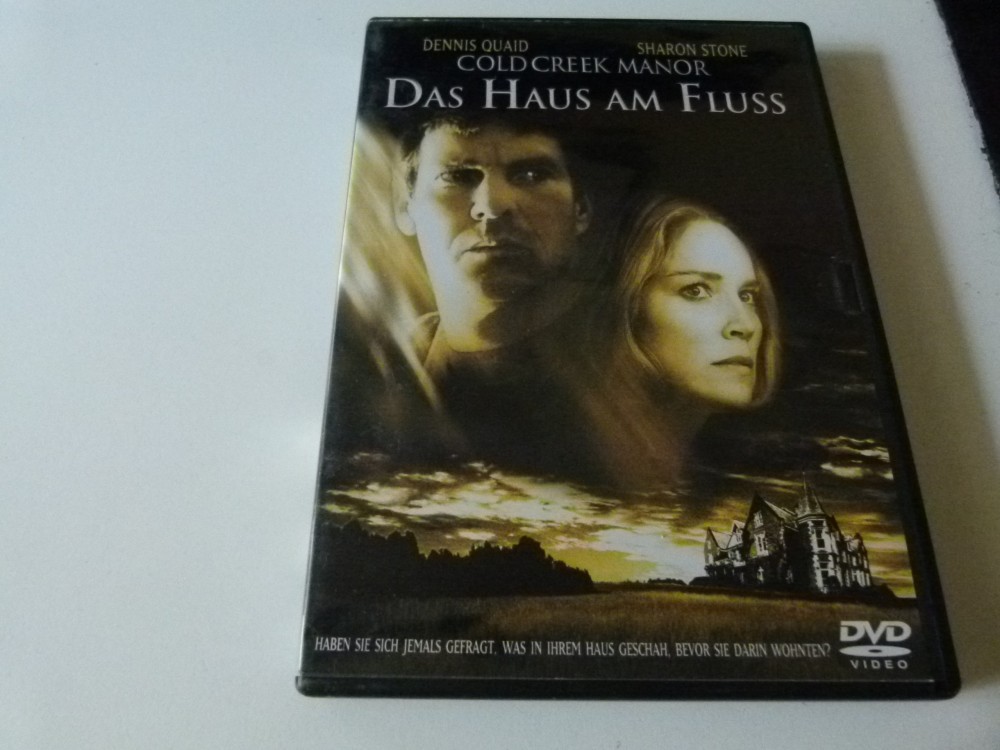 DENNIS QUAID SHARON STONE
COLD CREEK MANOR
DAS HAUS AM FLUSS
HABEN SIE SICH JEMALS GEFRAGT, WAS IN IHREM HAUS GESCHAH, BEVOR SIE DARIN WOHNTEN?
DVD
VIDEO